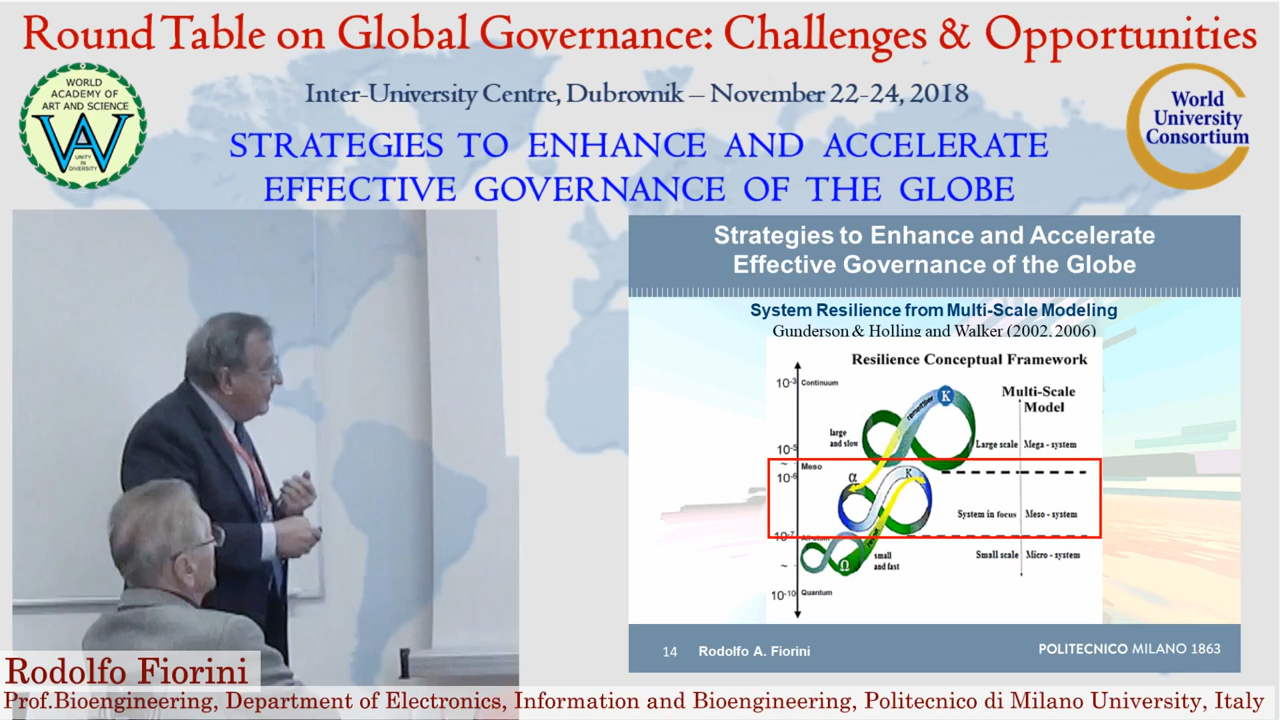 Round Table on Global Governance: Challenges & Opportunities
Inter-University Centre, Dubrovnik – November 22-24, 2018
STRATEGIES TO ENHANCE AND ACCELERATE
EFFECTIVE GOVERNANCE OF THE GLOBE
WORLD
ACADEMY OF
ART AND SCIENCE
WA
UNITY
IN
DIVERSITY
World
University
Consortium
Strategies to Enhance and Accelerate
Effective Governance of the Globe
System Resilience from Multi-Scale Modeling
Gunderson & Holling and Walker (2002, 2006)
Resilience Conceptual Framework
10-3 Continuum
Multi-Scale
Model
remember
K
large
and slow
Large scale Mega - system
10-5
~ Meso
10-6
α
K
System in focus Meso - system
10-7
small
and fast
Small scale Micro - system
~
Ω
10-10 Quantum
14 Rodolfo A. Fiorini
POLITECNICO MILANO 1863
Rodolfo Fiorini
Prof.Bioengineering, Department of Electronics, Information and Bioengineering, Politecnico di Milano University, Italy